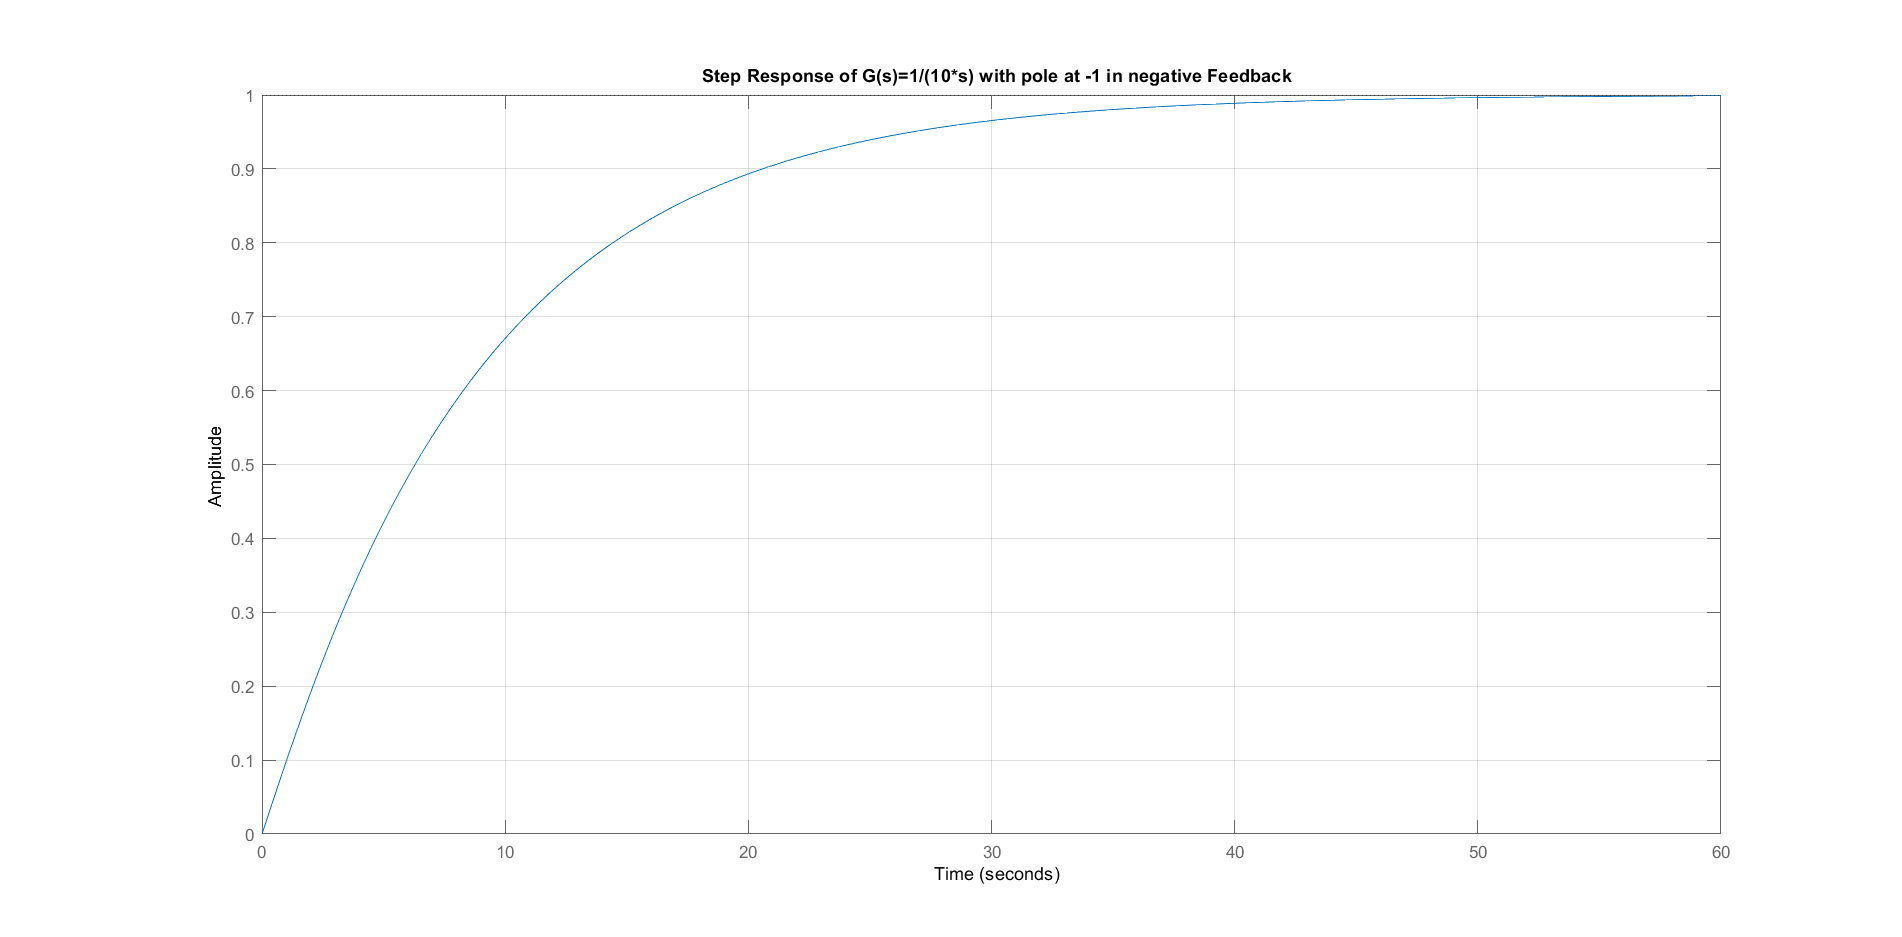 Step Response of G(s)=1/(10*s) with pole at -1 in negative Feedback
1
0.9
0.8
0.7
0.6
0.5
0.4
0.3
0.2
0.1
0
Amplitude
0 10 20 30 40 50 60
Time (seconds)